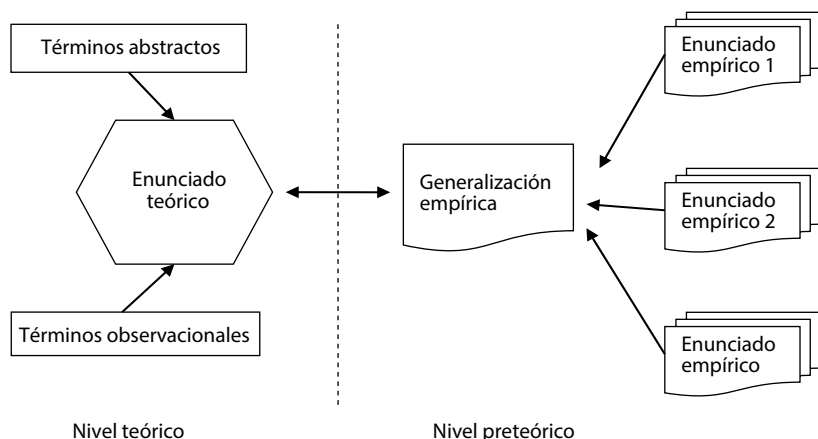 Términos abstractos
Enunciado
teórico
Términos observacionales
Generalización
empírica
Enunciado
empírico 1
Enunciado
empírico 2
Enunciado
empírico
Nivel teórico
Nivel preteórico